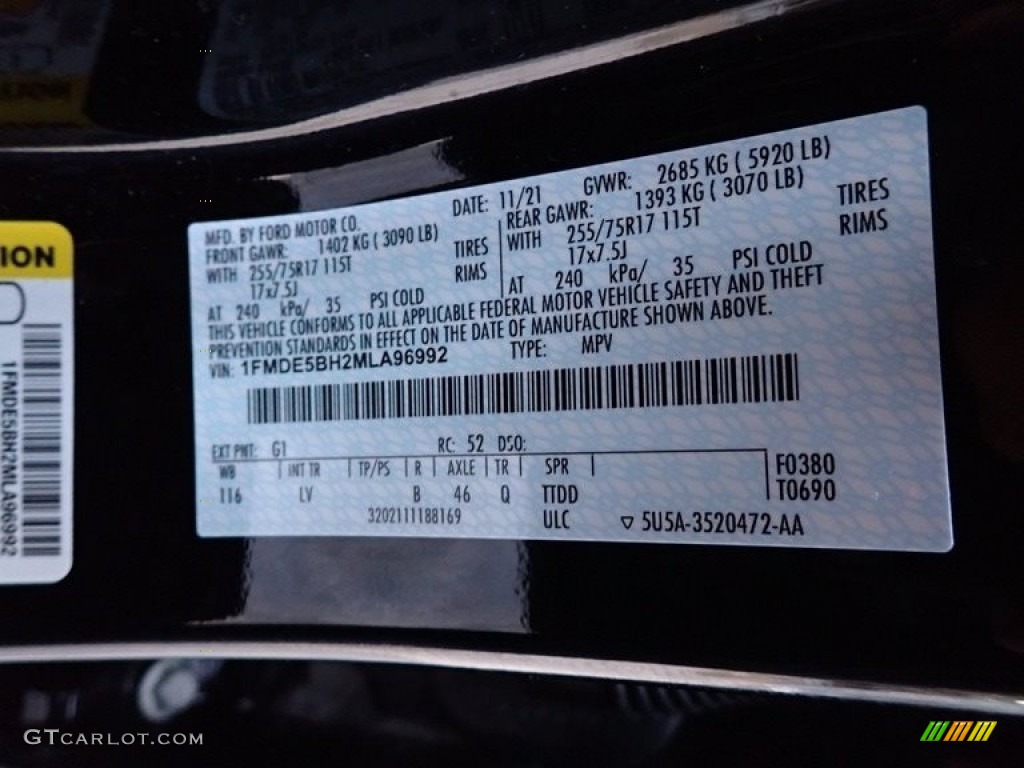 ION
1FMDE5BH2MLA96992
MFD. BY FORD MOTOR CO.
DATE: 11/21
GVWR: 2685 KG ( 5920 LB)
FRONT GAWR: 1402 KG ( 3090 LB)
REAR GAWR: 1393 KG ( 3070 LB)
WITH 255/75R17 115T TIRES
WITH 255/75R17 115T TIRES
17x7.5J RIMS
17x7.5J RIMS
AT 240 kPa/ 35 PSI COLD
AT 240 kPa/ 35 PSI COLD
THIS VEHICLE CONFORMS TO ALL APPLICABLE FEDERAL MOTOR VEHICLE SAFETY AND THEFT
PREVENTION STANDARDS IN EFFECT ON THE DATE OF MANUFACTURE SHOWN ABOVE.
VIN: 1FMDE5BH2MLA96992 TYPE: MPV
EXT PNT: G1 RC: 52 DSO:
WB INT TR TP/PS R AXLE TR SPR F0380
116 LV B 46 Q TTDD T0690
3202111188169 ULC 5U5A-3520472-AA
GTCARLOT.COM